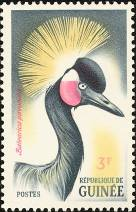 Balearica pavonina
3F
POSTES
RÉPUBLIQUE DE
GUINÉE